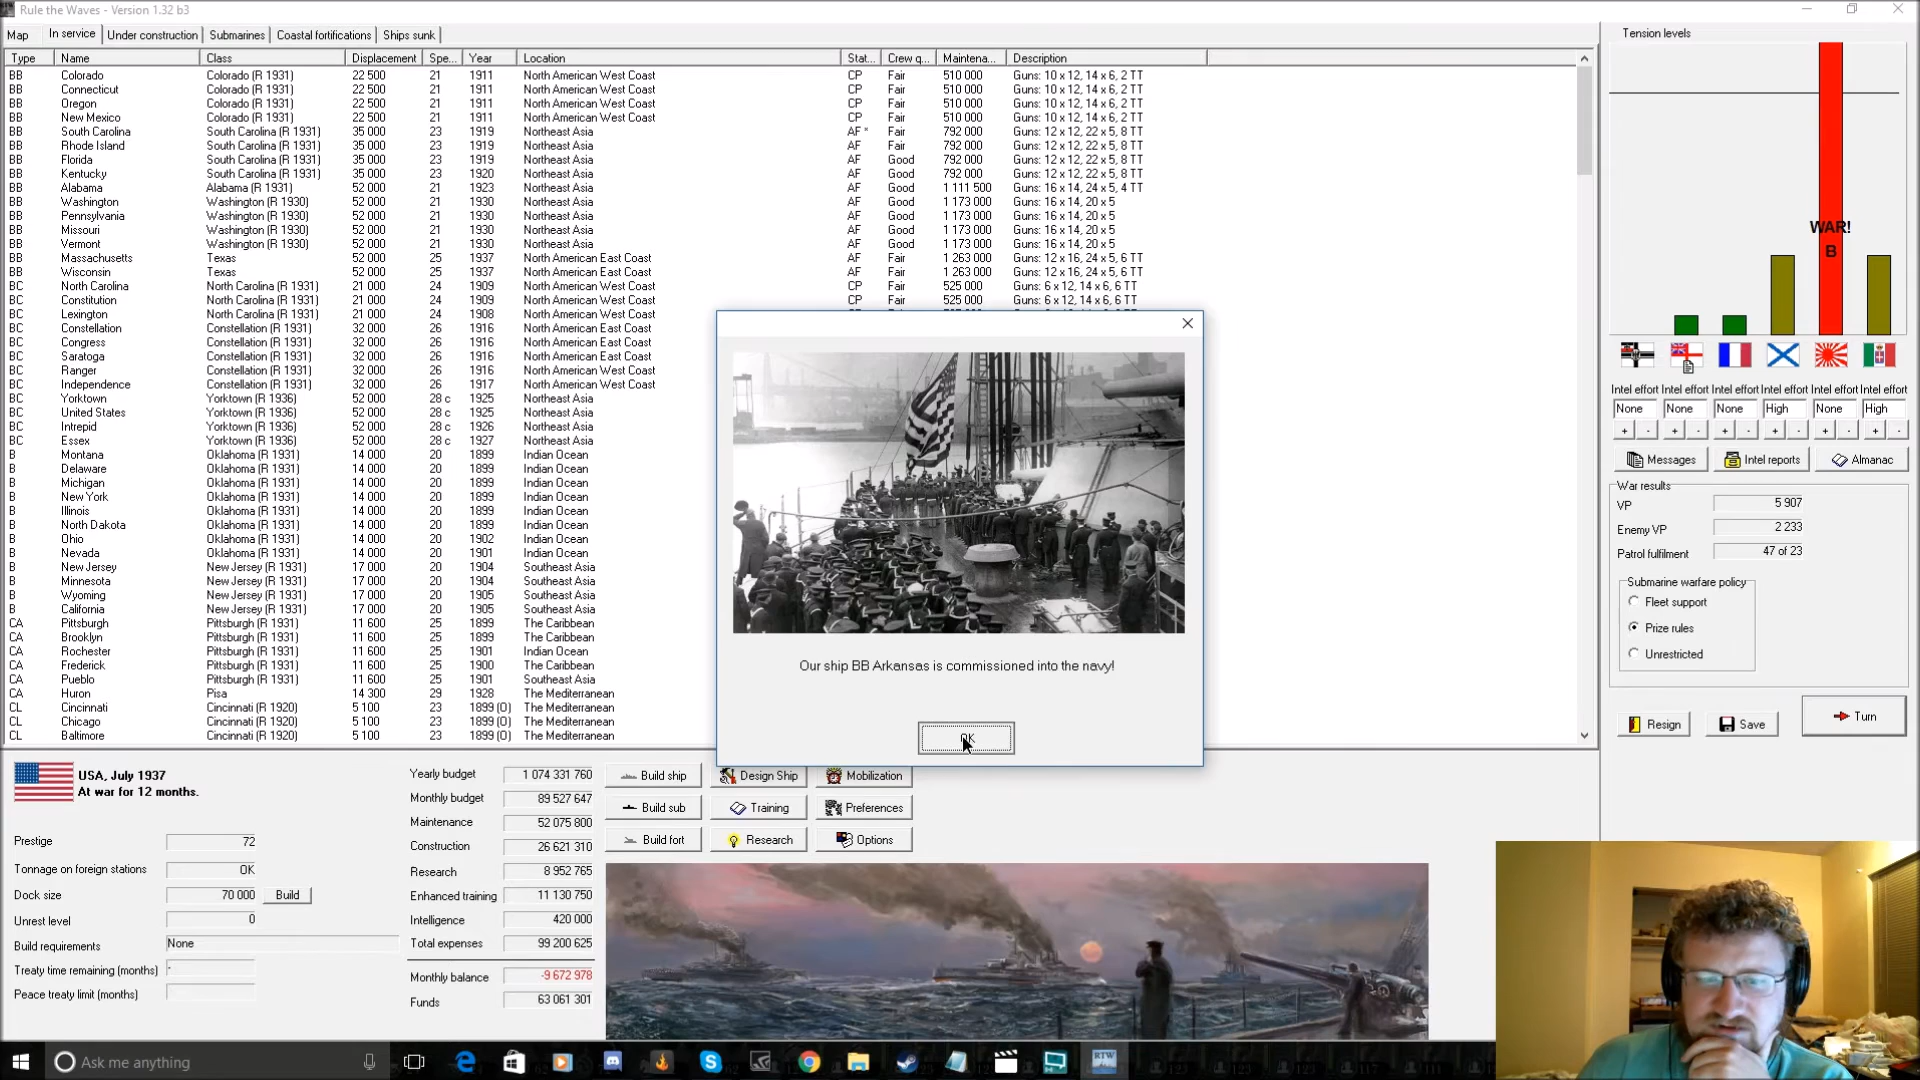 Rule the Waves - Version 1.32 b3
Map In service Under construction Submarines Coastal fortifications Ships sunk
Type Name Class Displacement Spe... Year Location Stat... Crew q... Maintena... Description
BB Colorado Colorado (R 1931) 22 500 21 1911 North American West Coast CP Fair 510 000 Guns: 10 x 12, 14 x 6, 2 TT
BB Connecticut Colorado (R 1931) 22 500 21 1911 North American West Coast CP Fair 510 000 Guns: 10 x 12, 14 x 6, 2 TT
BB Oregon Colorado (R 1931) 22 500 21 1911 North American West Coast CP Fair 510 000 Guns: 10 x 12, 14 x 6, 2 TT
BB New Mexico Colorado (R 1931) 22 500 21 1911 North American West Coast CP Fair 510 000 Guns: 10 x 12, 14 x 6, 2 TT
BB South Carolina South Carolina (R 1931) 35 000 23 1919 Northeast Asia AF * Fair 792 000 Guns: 12 x 12, 22 x 5, 8 TT
BB Rhode Island South Carolina (R 1931) 35 000 23 1919 Northeast Asia AF Fair 792 000 Guns: 12 x 12, 22 x 5, 8 TT
BB Florida South Carolina (R 1931) 35 000 23 1919 Northeast Asia AF Good 792 000 Guns: 12 x 12, 22 x 5, 8 TT
BB Kentucky South Carolina (R 1931) 35 000 23 1920 Northeast Asia AF Good 792 000 Guns: 12 x 12, 22 x 5, 8 TT
BB Alabama Alabama (R 1931) 52 000 21 1923 Northeast Asia AF Good 1 111 500 Guns: 16 x 14, 24 x 5, 4 TT
BB Washington Washington (R 1930) 52 000 21 1930 Northeast Asia AF Good 1 173 000 Guns: 16 x 14, 20 x 5
BB Pennsylvania Washington (R 1930) 52 000 21 1930 Northeast Asia AF Good 1 173 000 Guns: 16 x 14, 20 x 5
BB Missouri Washington (R 1930) 52 000 21 1930 Northeast Asia AF Good 1 173 000 Guns: 16 x 14, 20 x 5
BB Vermont Washington (R 1930) 52 000 21 1930 Northeast Asia AF Good 1 173 000 Guns: 16 x 14, 20 x 5
BB Massachusetts Texas 52 000 25 1937 North American East Coast AF Fair 1 263 000 Guns: 12 x 16, 24 x 5, 6 TT
BB Wisconsin Texas 52 000 25 1937 North American East Coast AF Fair 1 263 000 Guns: 12 x 16, 24 x 5, 6 TT
BC North Carolina North Carolina (R 1931) 21 000 24 1909 North American West Coast CP Fair 525 000 Guns: 6 x 12, 14 x 6, 6 TT
BC Constitution North Carolina (R 1931) 21 000 24 1909 North American West Coast CP Fair 525 000 Guns: 6 x 12, 14 x 6, 6 TT
BC Lexington North Carolina (R 1931) 21 000 24 1908 North American West Coast
BC Constellation Constellation (R 1931) 32 000 26 1916 North American East Coast
BC Congress Constellation (R 1931) 32 000 26 1916 North American West Coast
BC Saratoga Constellation (R 1931) 32 000 26 1916 North American East Coast
BC Ranger Constellation (R 1931) 32 000 26 1916 North American West Coast
BC Independence Constellation (R 1931) 32 000 26 1917 North American West Coast
BC Yorktown Yorktown (R 1936) 52 000 28 c 1925 Northeast Asia
BC United States Yorktown (R 1936) 52 000 28 c 1925 Northeast Asia
BC Intrepid Yorktown (R 1936) 52 000 28 c 1926 Northeast Asia
BC Essex Yorktown (R 1936) 52 000 28 c 1927 Northeast Asia
B Montana Oklahoma (R 1931) 14 000 20 1899 Indian Ocean
B Delaware Oklahoma (R 1931) 14 000 20 1899 Indian Ocean
B Michigan Oklahoma (R 1931) 14 000 20 1899 Indian Ocean
B New York Oklahoma (R 1931) 14 000 20 1899 Indian Ocean
B Illinois Oklahoma (R 1931) 14 000 20 1899 Indian Ocean
B North Dakota Oklahoma (R 1931) 14 000 20 1899 Indian Ocean
B Ohio Oklahoma (R 1931) 14 000 20 1902 Indian Ocean
B Nevada Oklahoma (R 1931) 14 000 20 1901 Indian Ocean
B New Jersey New Jersey (R 1931) 17 000 20 1904 Southeast Asia
B Minnesota New Jersey (R 1931) 17 000 20 1904 Southeast Asia
B Wyoming New Jersey (R 1931) 17 000 20 1905 Southeast Asia
B California New Jersey (R 1931) 17 000 20 1905 Southeast Asia
CA Pittsburgh Pittsburgh (R 1931) 11 600 25 1899 The Caribbean
CA Brooklyn Pittsburgh (R 1931) 11 600 25 1899 The Caribbean
CA Rochester Pittsburgh (R 1931) 11 600 25 1901 Indian Ocean
CA Frederick Pittsburgh (R 1931) 11 600 25 1900 The Caribbean
CA Pueblo Pittsburgh (R 1931) 11 600 25 1901 Southeast Asia
CA Huron Pisa 14 300 29 1928 The Mediterranean
CL Cincinnati Cincinnati (R 1920) 5 100 23 1899 (O) The Mediterranean
CL Chicago Cincinnati (R 1920) 5 100 23 1899 (O) The Mediterranean
CL Baltimore Cincinnati (R 1920) 5 100 23 1899 (O) The Mediterranean
Our ship BB Arkansas is commissioned into the navy!
OK
Tension levels
WAR!
B
Intel effort Intel effort Intel effort Intel effort Intel effort Intel effort
None None None High None High
+ - + - + - + - + - + -
Messages Intel reports Almanac
War results
VP 5 907
Enemy VP 2 233
Patrol fulfilment 47 of 23
Submarine warfare policy
Fleet support
Prize rules
Unrestricted
Resign Save Turn
USA, July 1937
At war for 12 months.
Prestige 72
Tonnage on foreign stations OK
Dock size 70 000 Build
Unrest level 0
Build requirements None
Treaty time remaining (months) -
Peace treaty limit (months)
Yearly budget 1 074 331 760
Monthly budget 89 527 647
Maintenance 52 075 800
Construction 26 621 310
Research 8 952 765
Enhanced training 11 130 750
Intelligence 420 000
Total expenses 99 200 625
Monthly balance -9 672 978
Funds 63 061 301
Build ship Design Ship Mobilization
Build sub Training Preferences
Build fort Research Options
Ask me anything
RTW